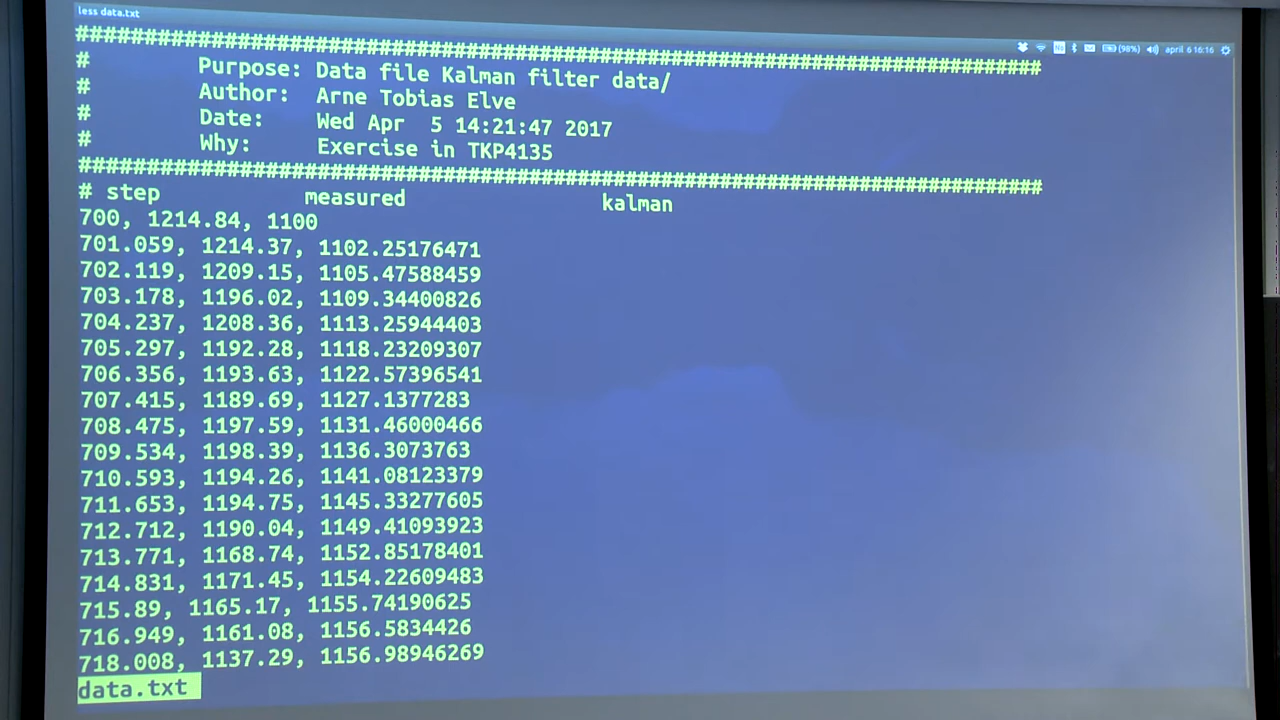 less data.txt
(98%) april 6 16:16
################################################################################
# Purpose: Data file Kalman filter data/
# Author: Arne Tobias Elve
# Date: Wed Apr 5 14:21:47 2017
# Why: Exercise in TKP4135
################################################################################
# step measured kalman
700, 1214.84, 1100
701.059, 1214.37, 1102.25176471
702.119, 1209.15, 1105.47588459
703.178, 1196.02, 1109.34400826
704.237, 1208.36, 1113.25944403
705.297, 1192.28, 1118.23209307
706.356, 1193.63, 1122.57396541
707.415, 1189.69, 1127.1377283
708.475, 1197.59, 1131.46000466
709.534, 1198.39, 1136.3073763
710.593, 1194.26, 1141.08123379
711.653, 1194.75, 1145.33277605
712.712, 1190.04, 1149.41093923
713.771, 1168.74, 1152.85178401
714.831, 1171.45, 1154.22609483
715.89, 1165.17, 1155.74190625
716.949, 1161.08, 1156.5834426
718.008, 1137.29, 1156.98946269
data.txt